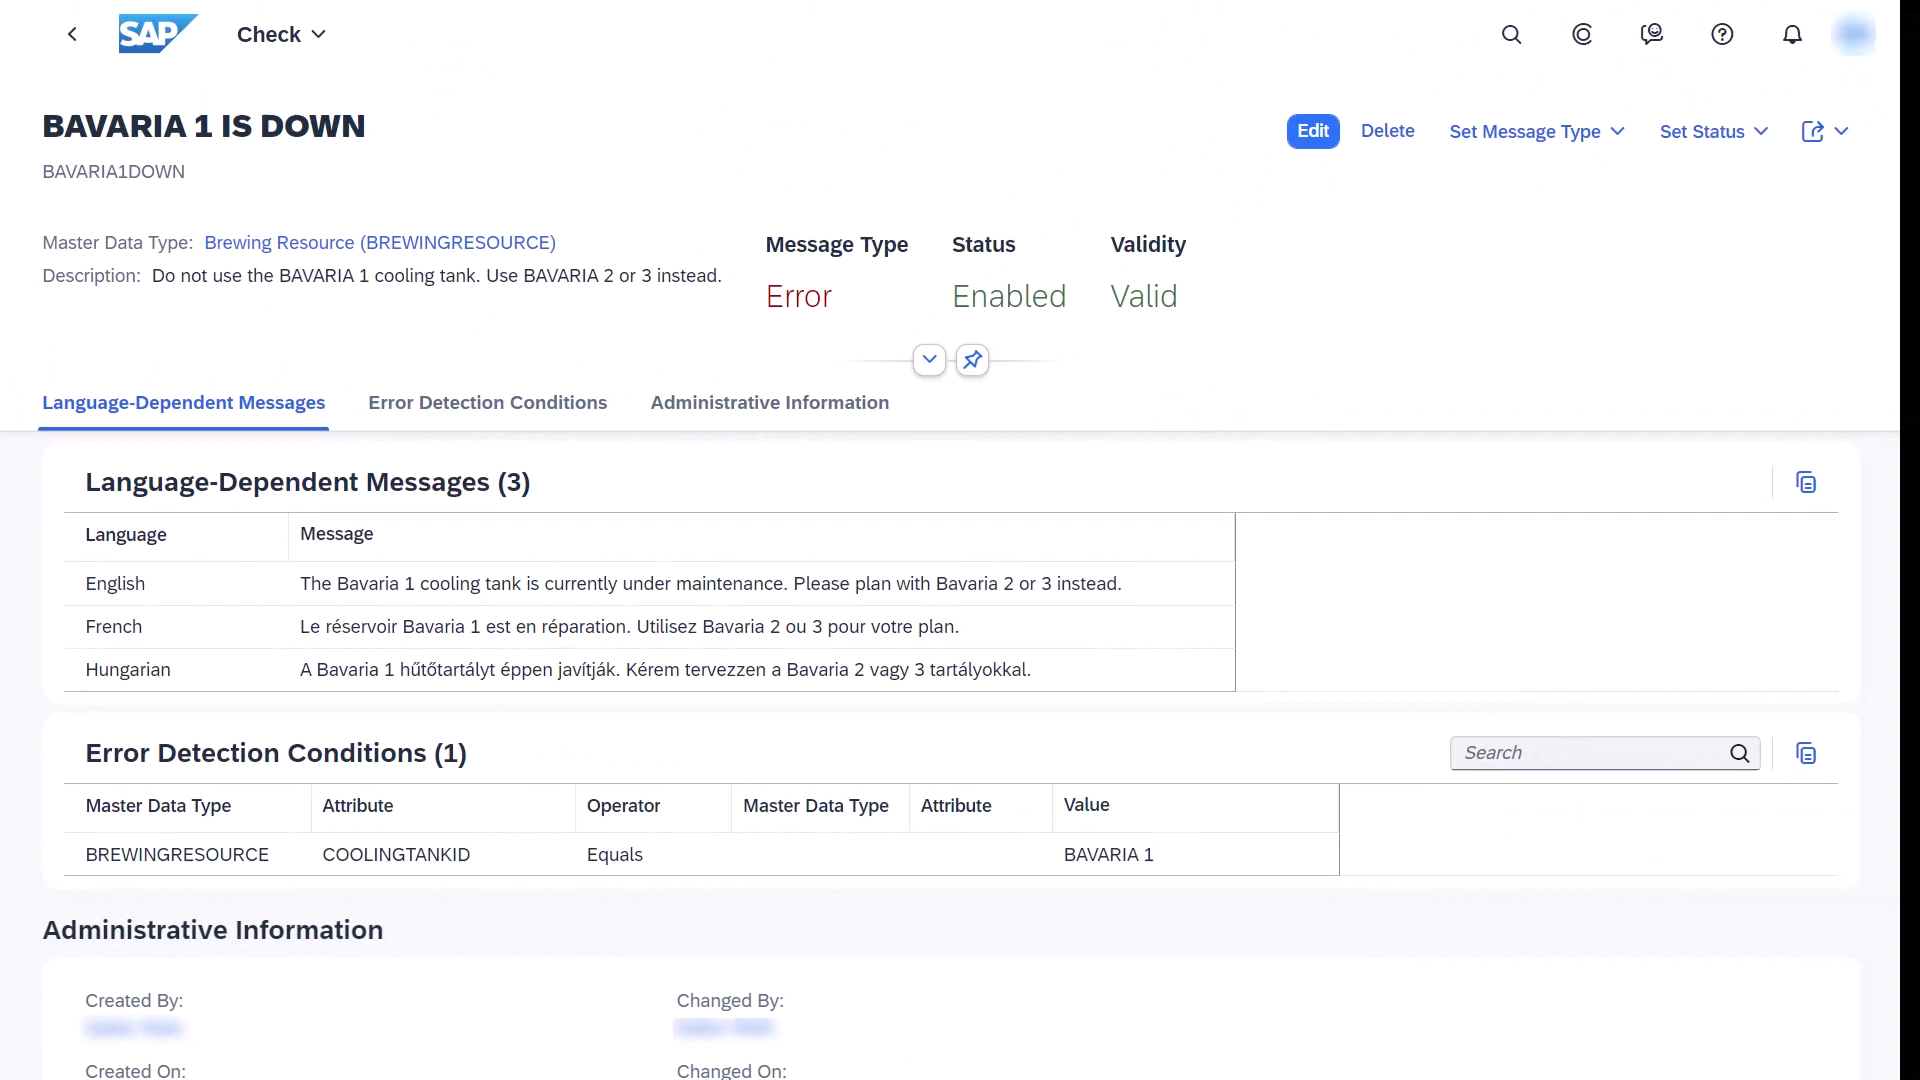 SAP Check
BAVARIA 1 IS DOWN
Edit Delete Set Message Type Set Status
BAVARIA1DOWN
Master Data Type: Brewing Resource (BREWINGRESOURCE)
Description: Do not use the BAVARIA 1 cooling tank. Use BAVARIA 2 or 3 instead.
Message Type Status Validity
Error Enabled Valid
Language-Dependent Messages Error Detection Conditions Administrative Information
Language-Dependent Messages (3)
Language Message
English The Bavaria 1 cooling tank is currently under maintenance. Please plan with Bavaria 2 or 3 instead.
French Le réservoir Bavaria 1 est en réparation. Utilisez Bavaria 2 ou 3 pour votre plan.
Hungarian A Bavaria 1 hűtőtartályt éppen javítják. Kérem tervezzen a Bavaria 2 vagy 3 tartályokkal.
Error Detection Conditions (1)
Search
Master Data Type Attribute Operator Master Data Type Attribute Value
BREWINGRESOURCE COOLINGTANKID Equals BAVARIA 1
Administrative Information
Created By: Changed By:
Created On: Changed On: